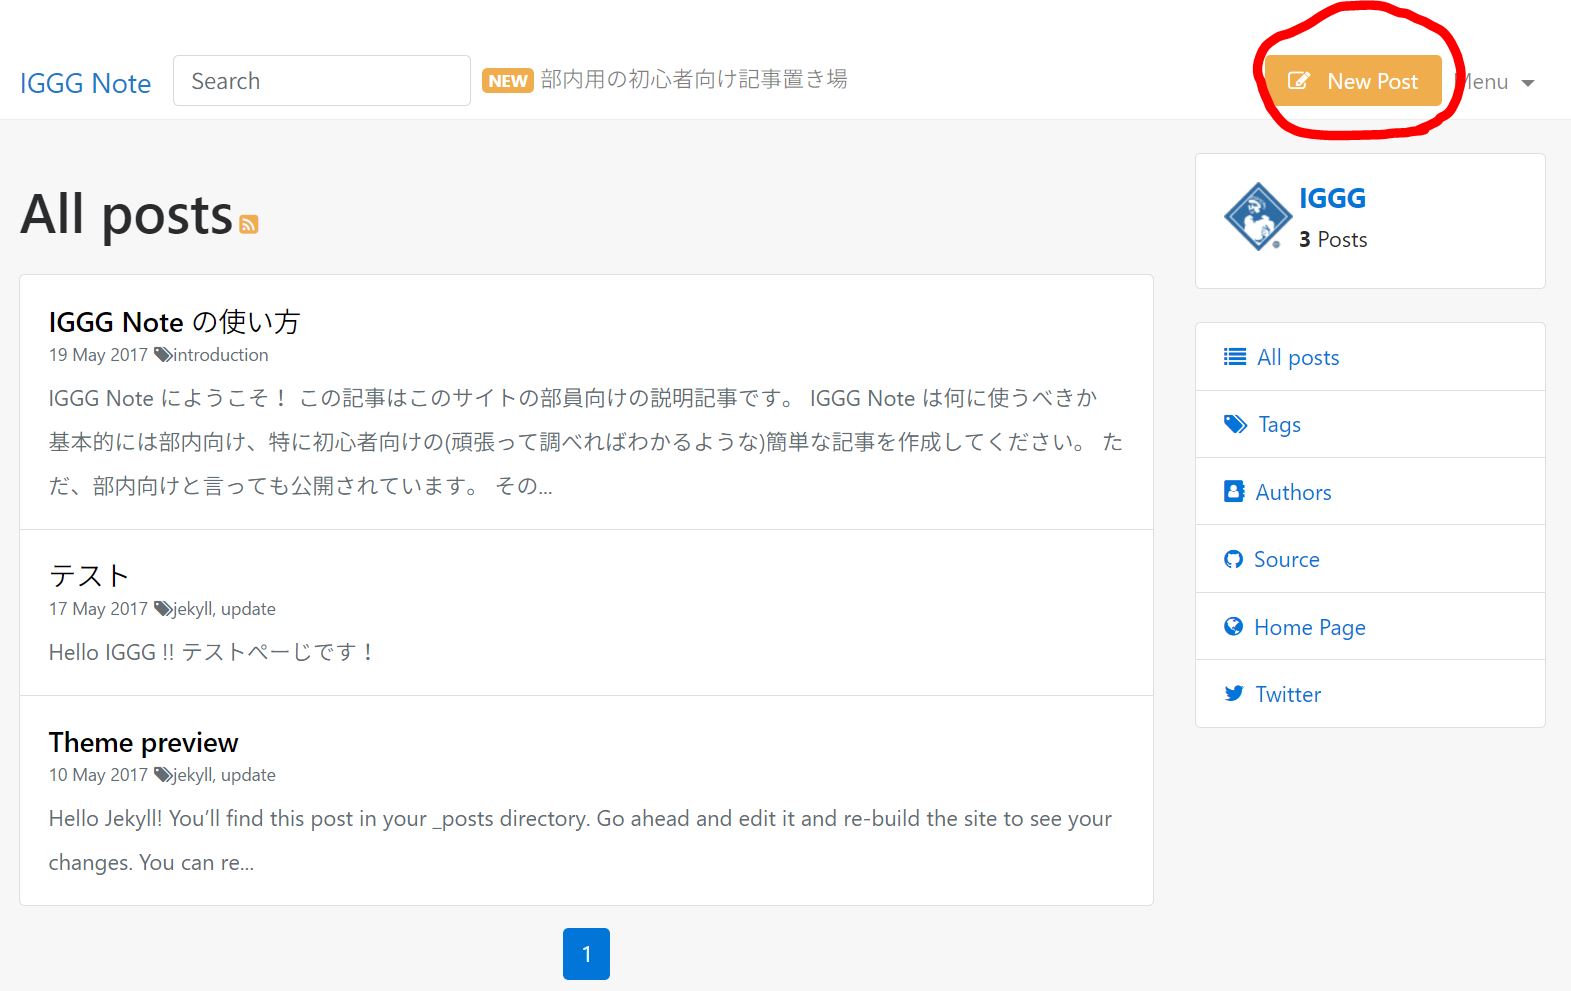 IGGG Note
Search
NEW 部内用の初心者向け記事置き場
New Post
Menu
All posts
IGGG Note の使い方
19 May 2017 introduction
IGGG Note にようこそ！ この記事はこのサイトの部員向けの説明記事です。 IGGG Note は何に使うべきか
基本的には部内向け、特に初心者向けの(頑張って調べればわかるような)簡単な記事を作成してください。 た
だ、部内向けと言っても公開されています。 その...
テスト
17 May 2017 jekyll, update
Hello IGGG !! テストページです！
Theme preview
10 May 2017 jekyll, update
Hello Jekyll! You’ll find this post in your _posts directory. Go ahead and edit it and re-build the site to see your
changes. You can re...
1
IGGG
3 Posts
All posts
Tags
Authors
Source
Home Page
Twitter